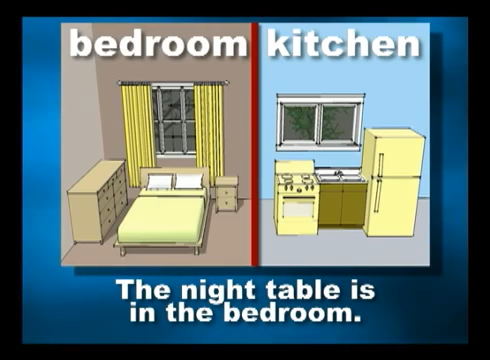 bedroom kitchen
The night table is
in the bedroom.